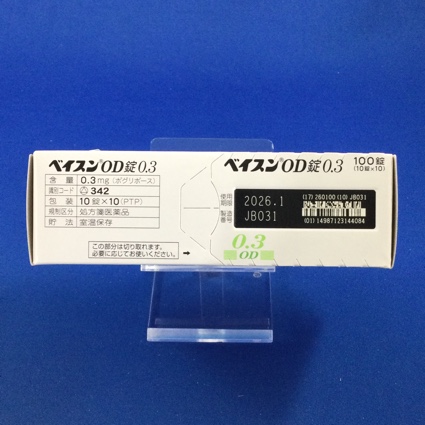 ベイスン OD錠0.3
含量 0.3mg (ボグリボース)
識別コード 342
包装 10錠×10(PTP)
規制区分 処方箋医薬品
貯法 室温保存
この部分は切り取れます。
必要に応じてお使いください。
ベイスン OD錠0.3
100錠
(10錠×10)
使用期限 2026.1
製造番号 JB031
(17) 260100 (10) JB031
(01) 14987123144084
0.3
OD